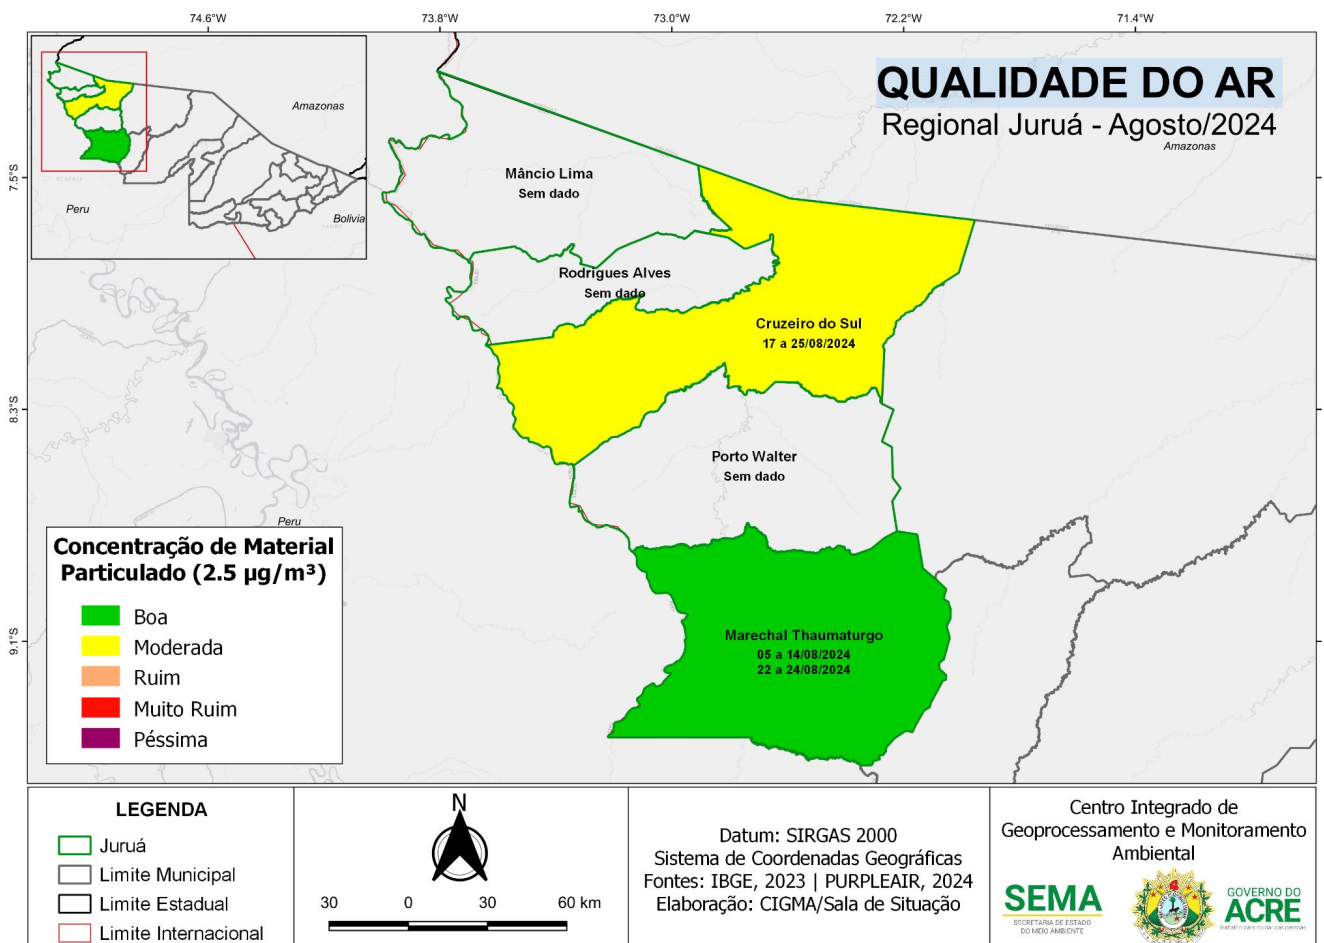 74.6°W
73.8°W
73.0°W
72.2°W
71.4°W
QUALIDADE DO AR
Regional Juruá - Agosto/2024
Amazonas
Amazonas
Peru
Bolivia
7.5°S
8.3°S
9.1°S
Mâncio Lima
Sem dado
Rodrigues Alves
Sem dado
Cruzeiro do Sul
17 a 25/08/2024
Porto Walter
Sem dado
Marechal Thaumaturgo
05 a 14/08/2024
22 a 24/08/2024
Peru
Concentração de Material
Particulado (2.5 µg/m³)
Boa
Moderada
Ruim
Muito Ruim
Péssima
LEGENDA
Juruá
Limite Municipal
Limite Estadual
Limite Internacional
N
30 0 30 60 km
Datum: SIRGAS 2000
Sistema de Coordenadas Geográficas
Fontes: IBGE, 2023 | PURPLEAIR, 2024
Elaboração: CIGMA/Sala de Situação
Centro Integrado de
Geoprocessamento e Monitoramento
Ambiental
SEMA
SECRETARIA DE ESTADO
DO MEIO AMBIENTE
GOVERNO DO
ACRE
Trabalho para cuidar das pessoas